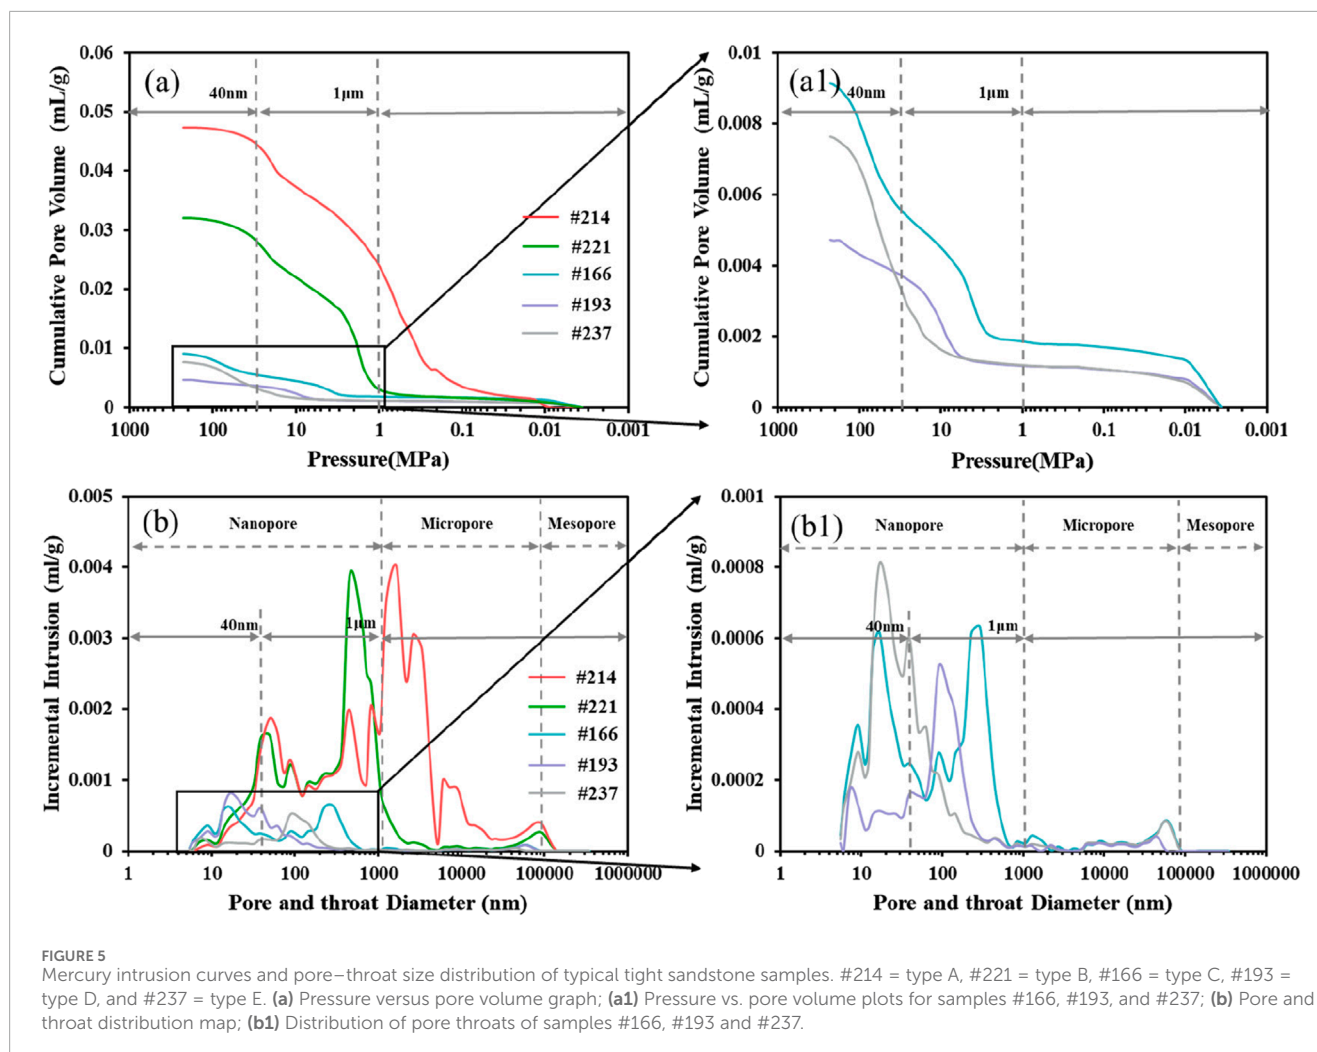 (a)
0.06
0.05
0.04
0.03
0.02
0.01
0
Cumulative Pore Volume (mL/g)
40nm
1μm
#214
#221
#166
#193
#237
1000 100 10 1 0.1 0.01 0.001
Pressure(MPa)
(a1)
0.01
0.008
0.006
0.004
0.002
0
Cumulative Pore Volume (mL/g)
40nm
1μm
1000 100 10 1 0.1 0.01 0.001
Pressure(MPa)
(b)
0.005
0.004
0.003
0.002
0.001
0
Incremental Intrusion (ml/g)
Nanopore Micropore Mesopore
40nm
1μm
#214
#221
#166
#193
#237
1 10 100 1000 10000 100000 1000000
Pore and throat Diameter (nm)
(b1)
0.001
0.0008
0.0006
0.0004
0.0002
0
Incremental Intrusion (ml/g)
Nanopore Micropore Mesopore
40nm
1μm
1 10 100 1000 10000 100000 1000000
Pore and throat Diameter (nm)
FIGURE 5
Mercury intrusion curves and pore–throat size distribution of typical tight sandstone samples. #214 = type A, #221 = type B, #166 = type C, #193 =
type D, and #237 = type E. (a) Pressure versus pore volume graph; (a1) Pressure vs. pore volume plots for samples #166, #193, and #237; (b) Pore and
throat distribution map; (b1) Distribution of pore throats of samples #166, #193 and #237.